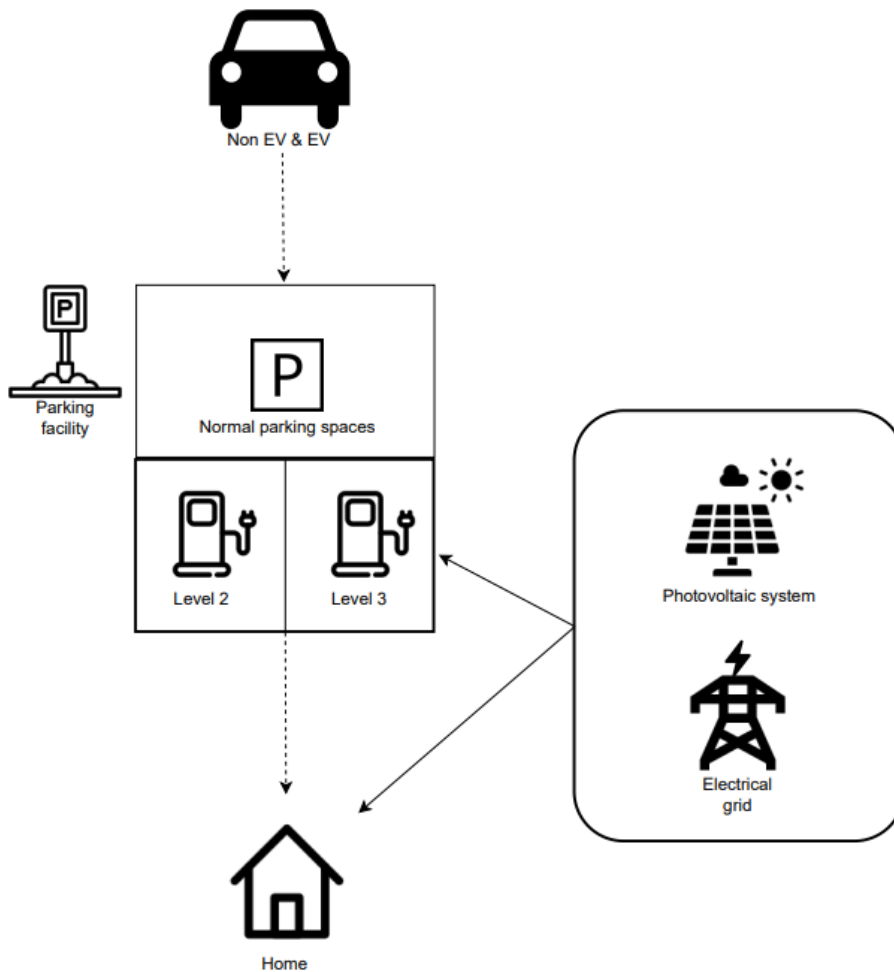 Non EV & EV
P
Parking
facility
P
Normal parking spaces
Level 2
Level 3
Photovoltaic system
Electrical
grid
Home